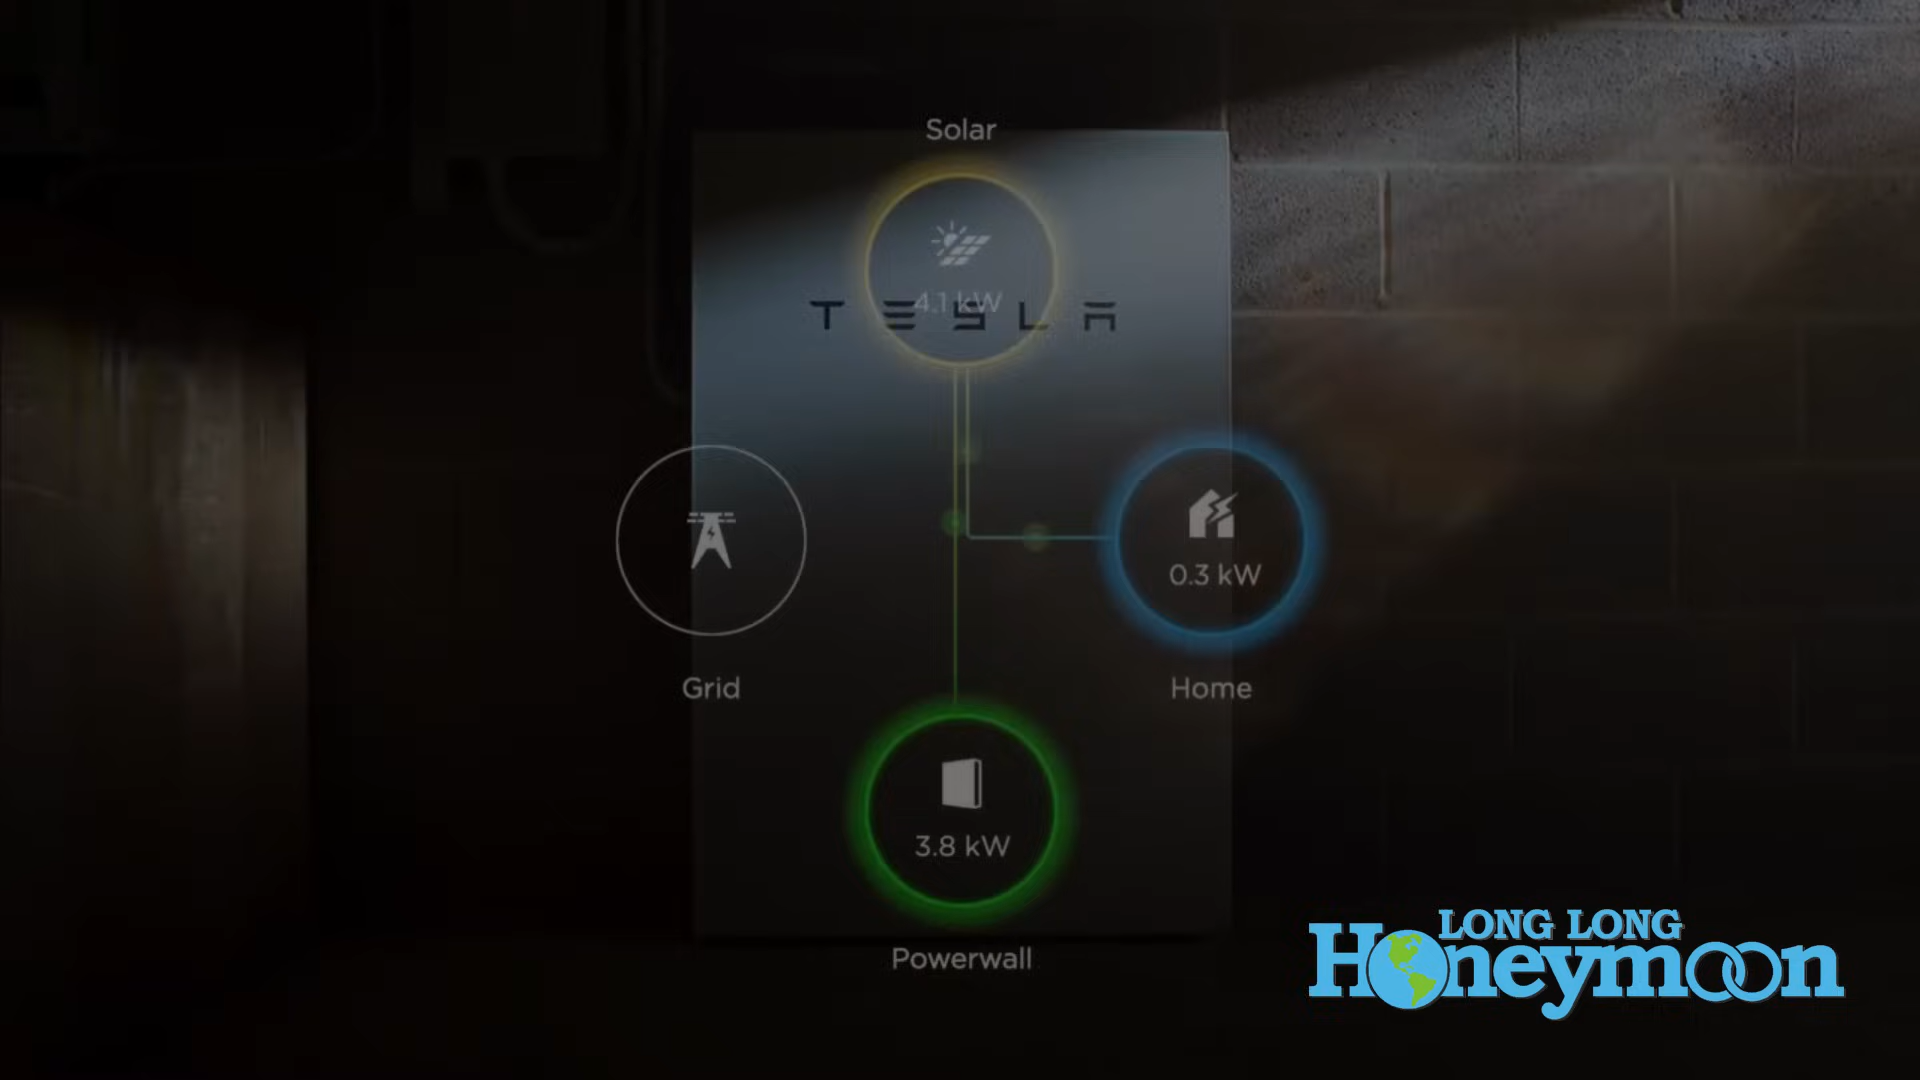 Solar
4.1 kW
TESLA
0.3 kW
Grid
Home
3.8 kW
Powerwall
LONG LONG
Honeymoon